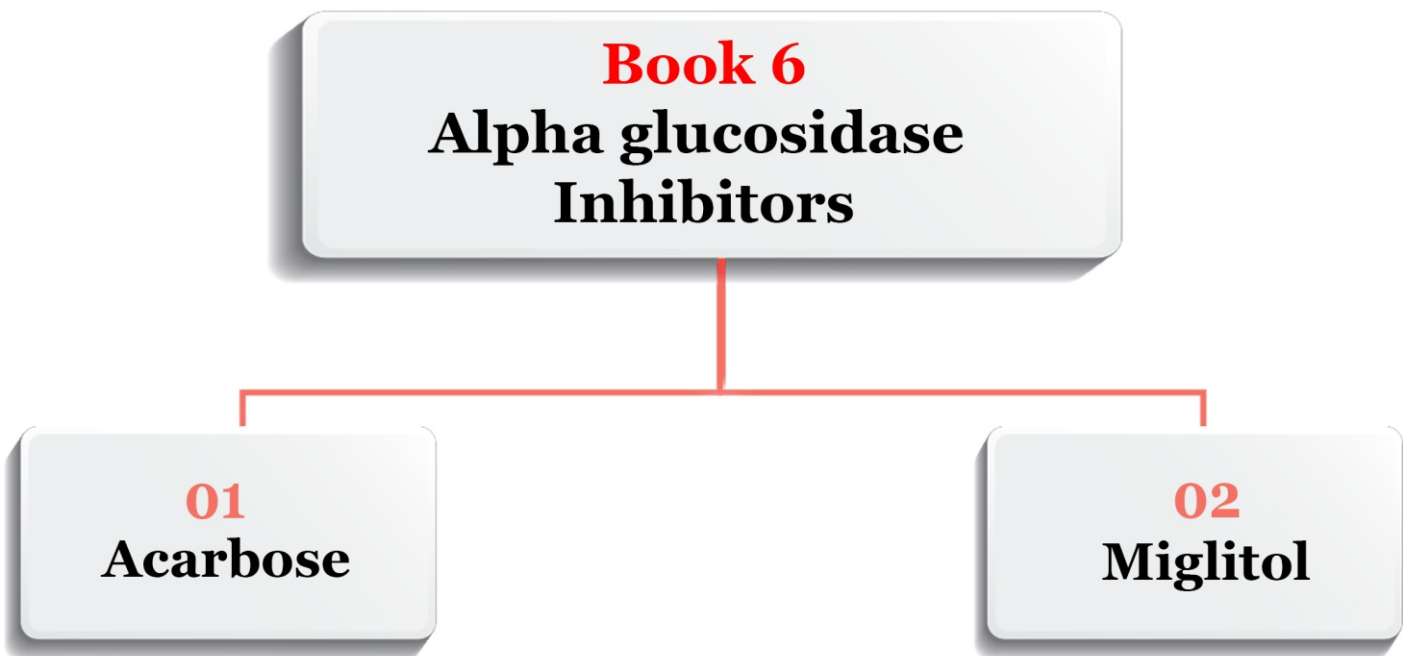 Book 6
Alpha glucosidase
Inhibitors
01
Acarbose
02
Miglitol